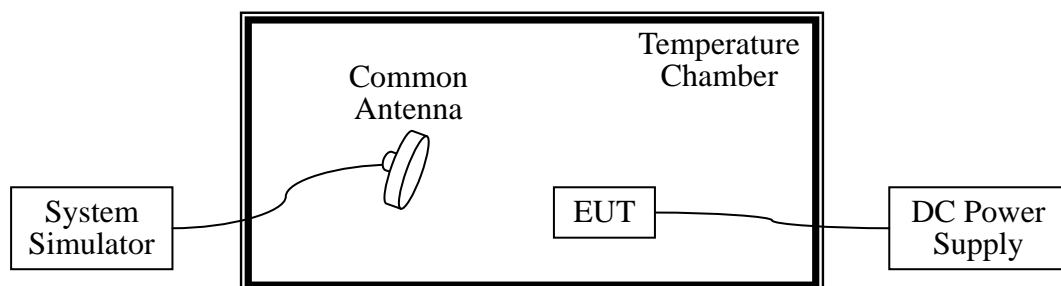 Temperature
Chamber
Common
Antenna
System
Simulator
EUT
DC Power
Supply